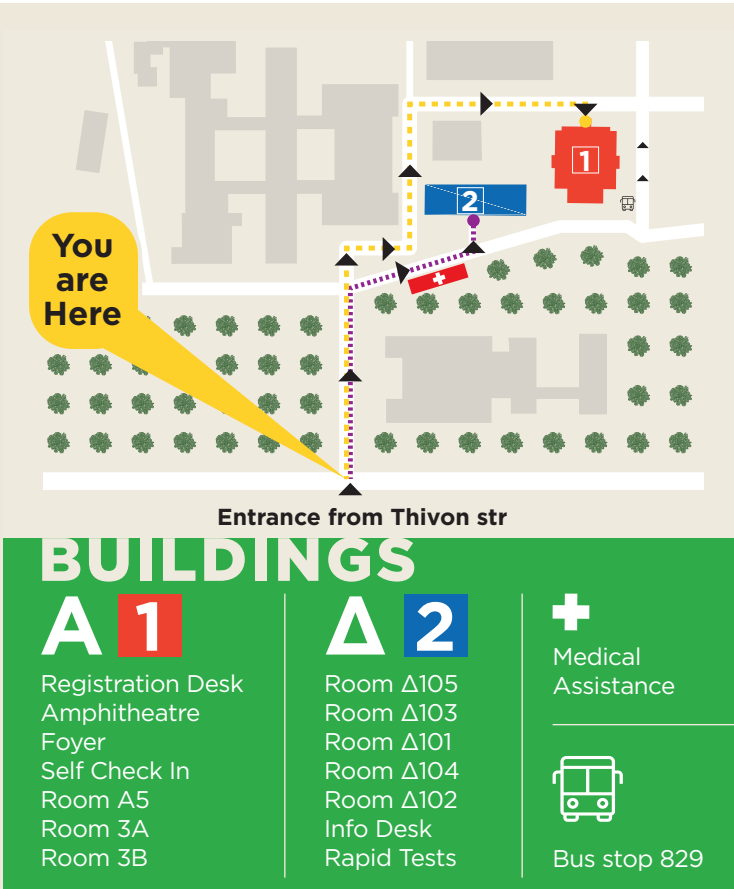 You
are
Here
1
2
Entrance from Thivon str
BUILDINGS
A 1
Registration Desk
Amphitheatre
Foyer
Self Check In
Room A5
Room 3A
Room 3B
Δ 2
Room Δ105
Room Δ103
Room Δ101
Room Δ104
Room Δ102
Info Desk
Rapid Tests
Medical
Assistance
Bus stop 829